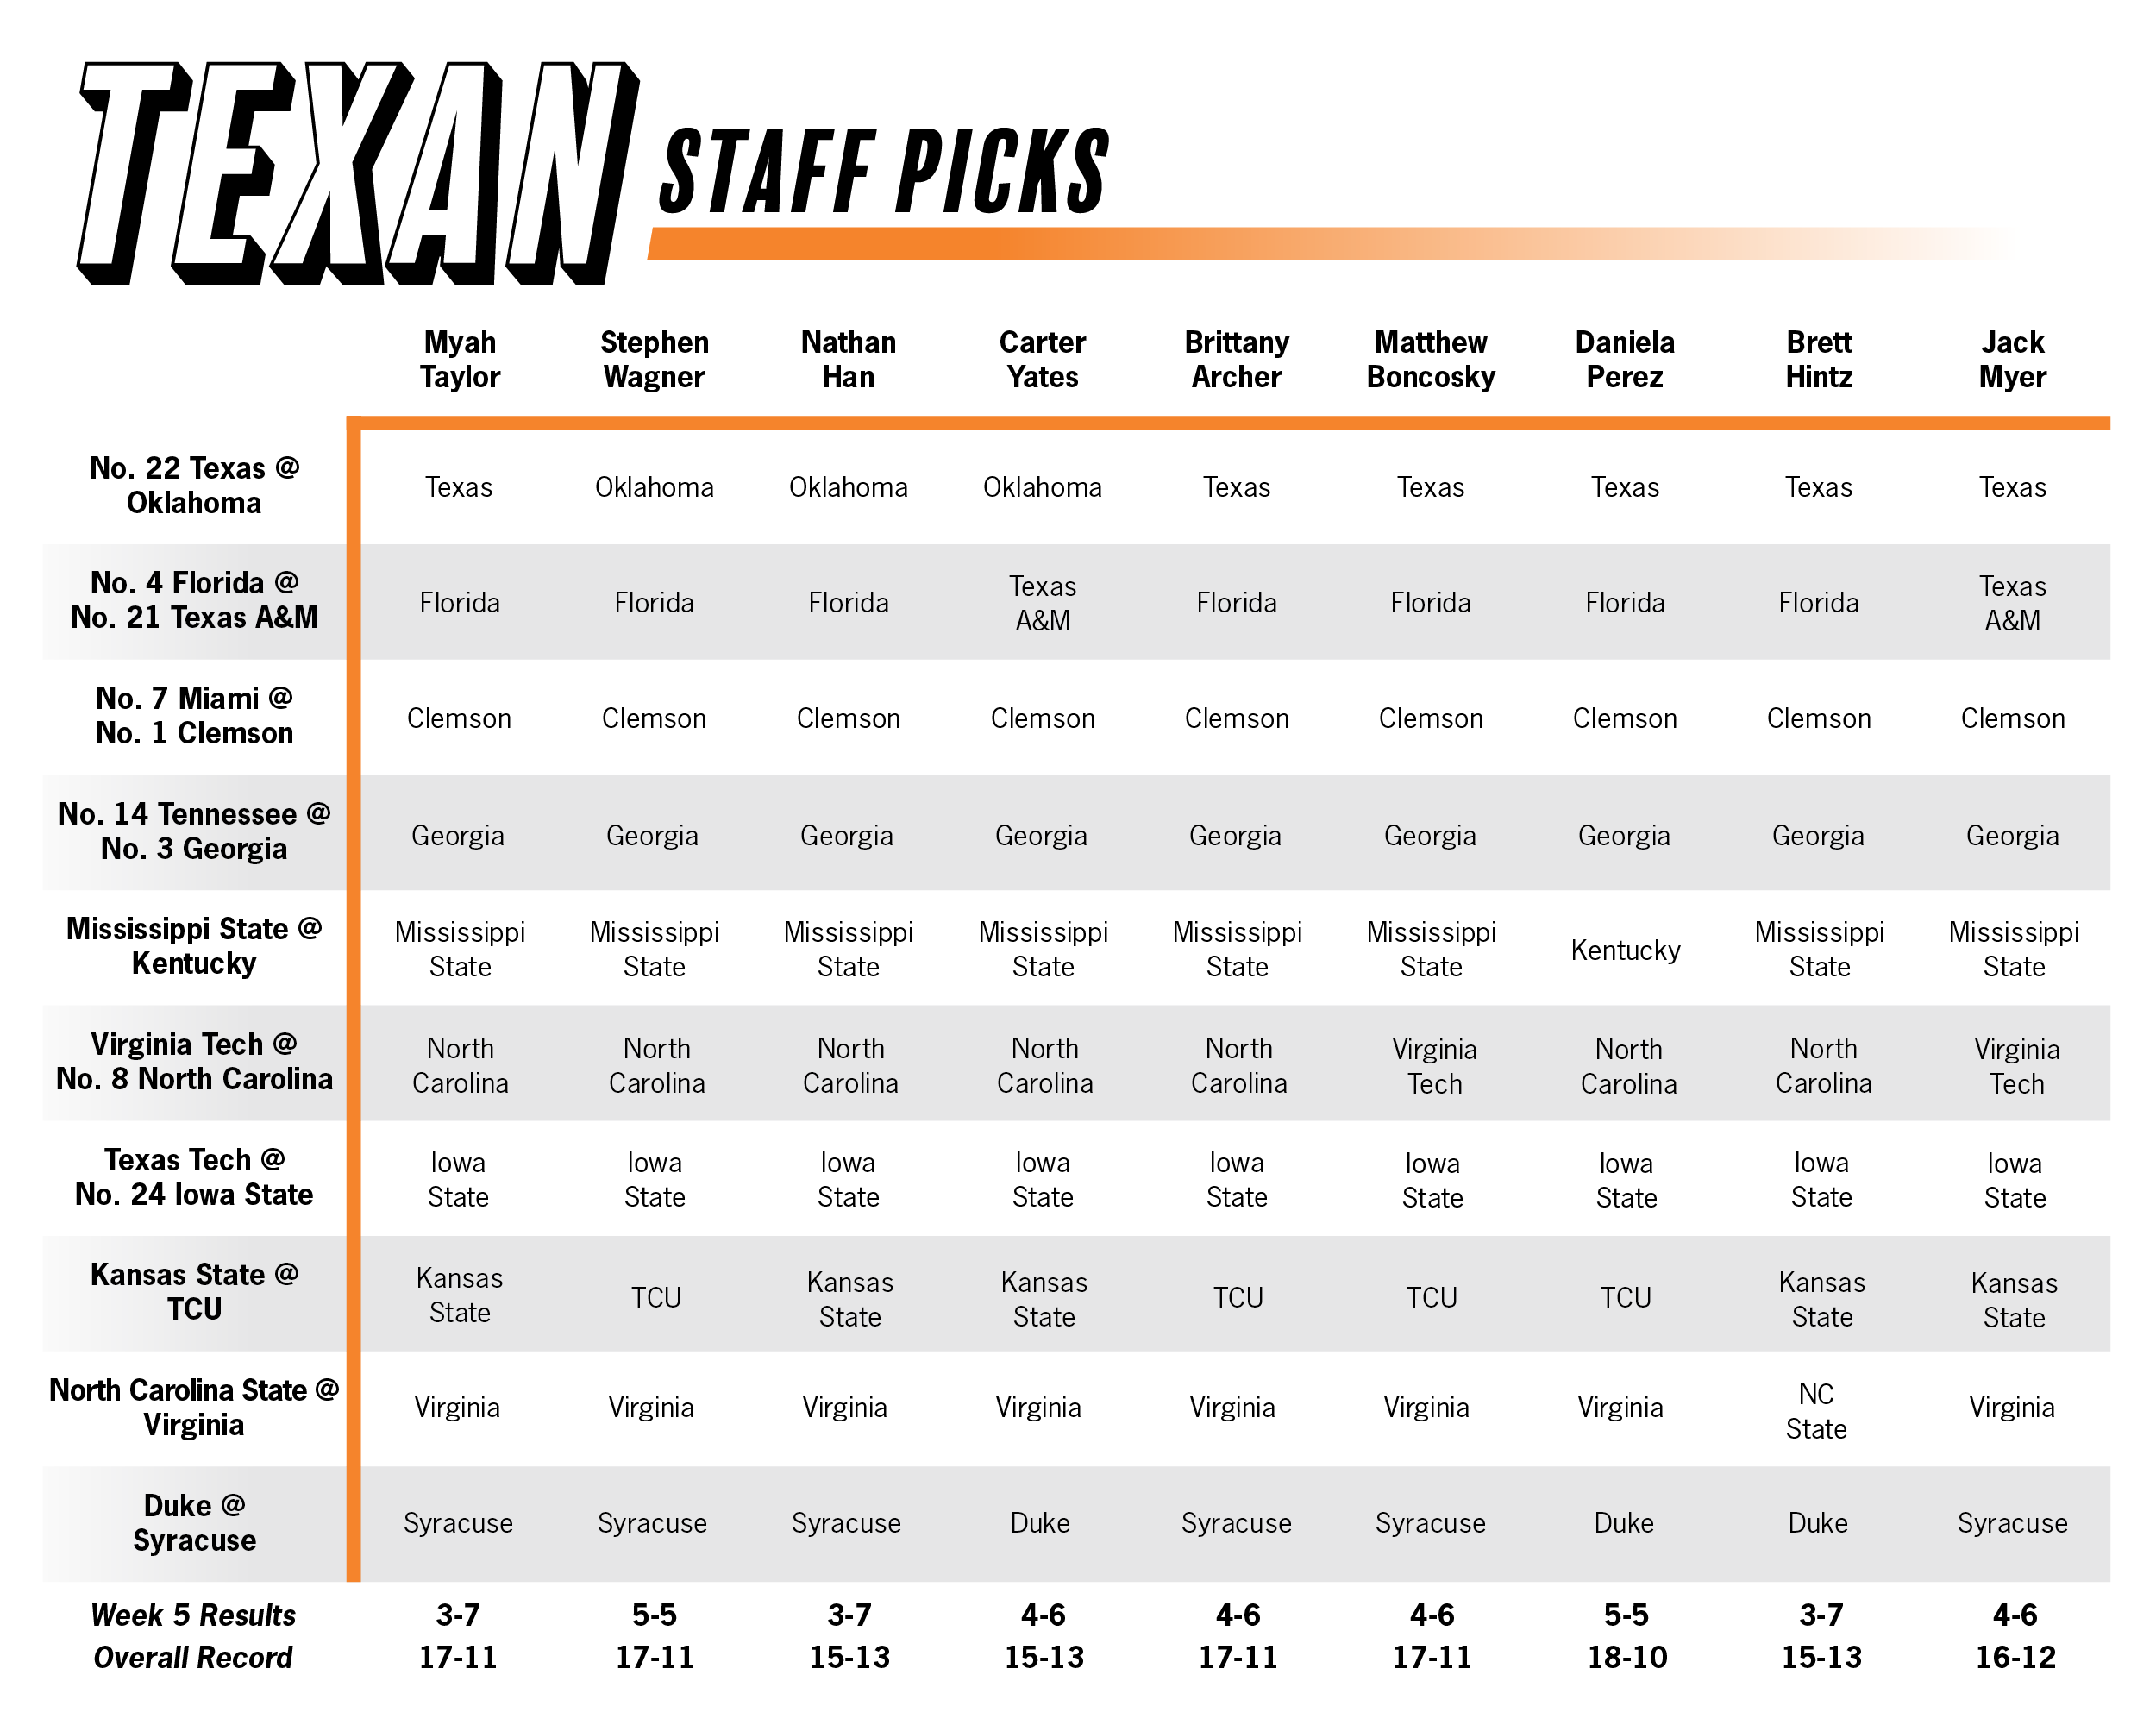 TEXAN STAFF PICKS
Myah Taylor Stephen Wagner Nathan Han Carter Yates Brittany Archer Matthew Boncosky Daniela Perez Brett Hintz Jack Myer
No. 22 Texas @ Oklahoma Texas Oklahoma Oklahoma Oklahoma Texas Texas Texas Texas Texas
No. 4 Florida @ No. 21 Texas A&M Florida Florida Florida Texas A&M Florida Florida Florida Florida Texas A&M
No. 7 Miami @ No. 1 Clemson Clemson Clemson Clemson Clemson Clemson Clemson Clemson Clemson Clemson
No. 14 Tennessee @ No. 3 Georgia Georgia Georgia Georgia Georgia Georgia Georgia Georgia Georgia Georgia
Mississippi State @ Kentucky Mississippi State Mississippi State Mississippi State Mississippi State Mississippi State Mississippi State Kentucky Mississippi State Mississippi State
Virginia Tech @ No. 8 North Carolina North Carolina North Carolina North Carolina North Carolina North Carolina Virginia Tech North Carolina North Carolina Virginia Tech
Texas Tech @ No. 24 Iowa State Iowa State Iowa State Iowa State Iowa State Iowa State Iowa State Iowa State Iowa State Iowa State
Kansas State @ TCU Kansas State TCU Kansas State Kansas State TCU TCU TCU Kansas State Kansas State
North Carolina State @ Virginia Virginia Virginia Virginia Virginia Virginia Virginia Virginia NC State Virginia
Duke @ Syracuse Syracuse Syracuse Syracuse Duke Syracuse Syracuse Duke Duke Syracuse
Week 5 Results 3-7 5-5 3-7 4-6 4-6 4-6 5-5 3-7 4-6
Overall Record 17-11 17-11 15-13 15-13 17-11 17-11 18-10 15-13 16-12